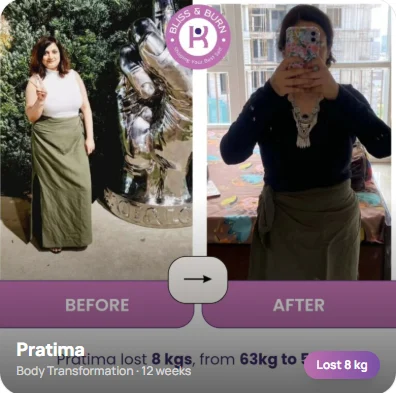 BLISS & BURN
BEFORE
AFTER
Pratima
Pratima lost 8 kgs, from 63kg to 5
Body Transformation · 12 weeks
Lost 8 kg